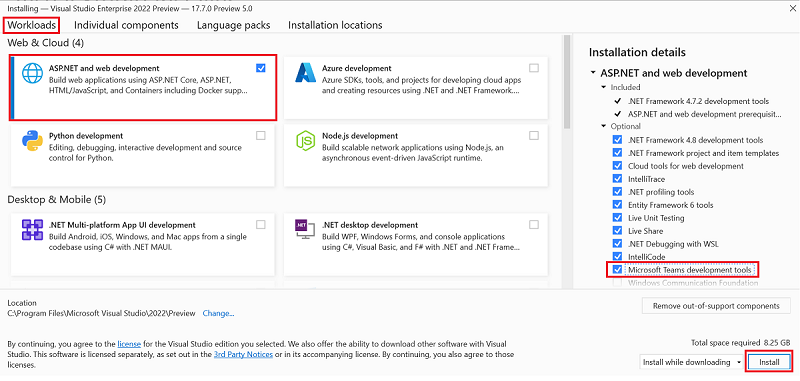 Installing — Visual Studio Enterprise 2022 Preview — 17.7.0 Preview 5.0
Workloads
Individual components
Language packs
Installation locations
Web & Cloud (4)
ASP.NET and web development
Build web applications using ASP.NET Core, ASP.NET,
HTML/JavaScript, and Containers including Docker supp...
Azure development
Azure SDKs, tools, and projects for developing cloud apps
and creating resources using .NET and .NET Framework....
Python development
Editing, debugging, interactive development and source
control for Python.
Node.js development
Build scalable network applications using Node.js, an
asynchronous event-driven JavaScript runtime.
Desktop & Mobile (5)
.NET Multi-platform App UI development
Build Android, iOS, Windows, and Mac apps from a single
codebase using C# with .NET MAUI.
.NET desktop development
Build WPF, Windows Forms, and console applications
using C#, Visual Basic, and F# with .NET and .NET Frame...
Installation details
ASP.NET and web development
Included
.NET Framework 4.7.2 development tools
ASP.NET and web development prerequisit...
Optional
.NET Framework 4.8 development tools
.NET Framework project and item templates
Cloud tools for web development
IntelliTrace
.NET profiling tools
Entity Framework 6 tools
Live Unit Testing
Live Share
.NET Debugging with WSL
IntelliCode
Microsoft Teams development tools
Windows Communication Foundation
Location
C:\Program Files\Microsoft Visual Studio\2022\Preview Change...
Remove out-of-support components
By continuing, you agree to the license for the Visual Studio edition you selected. We also offer the ability to download other software with Visual
Studio. This software is licensed separately, as set out in the 3rd Party Notices or in its accompanying license. By continuing, you also agree to those
licenses.
Total space required 8.25 GB
Install while downloading
Install